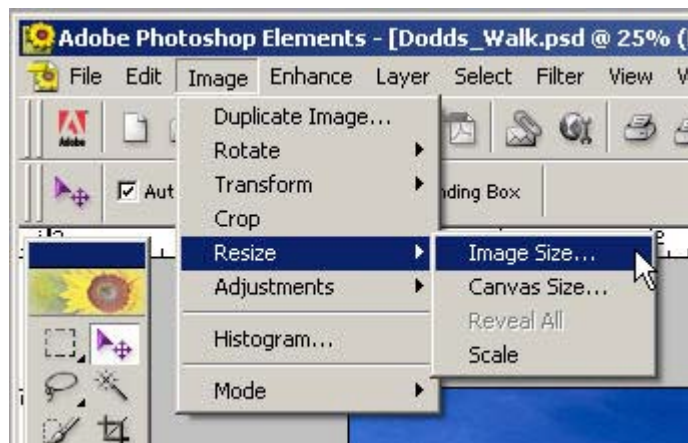 Adobe Photoshop Elements - [Dodds_Walk.psd @ 25% (
File Edit Image Enhance Layer Select Filter View
Adobe
Duplicate Image...
Rotate
Transform
Crop
Resize
Adjustments
Histogram...
Mode
Aut
nding Box
Image Size...
Canvas Size...
Reveal All
Scale